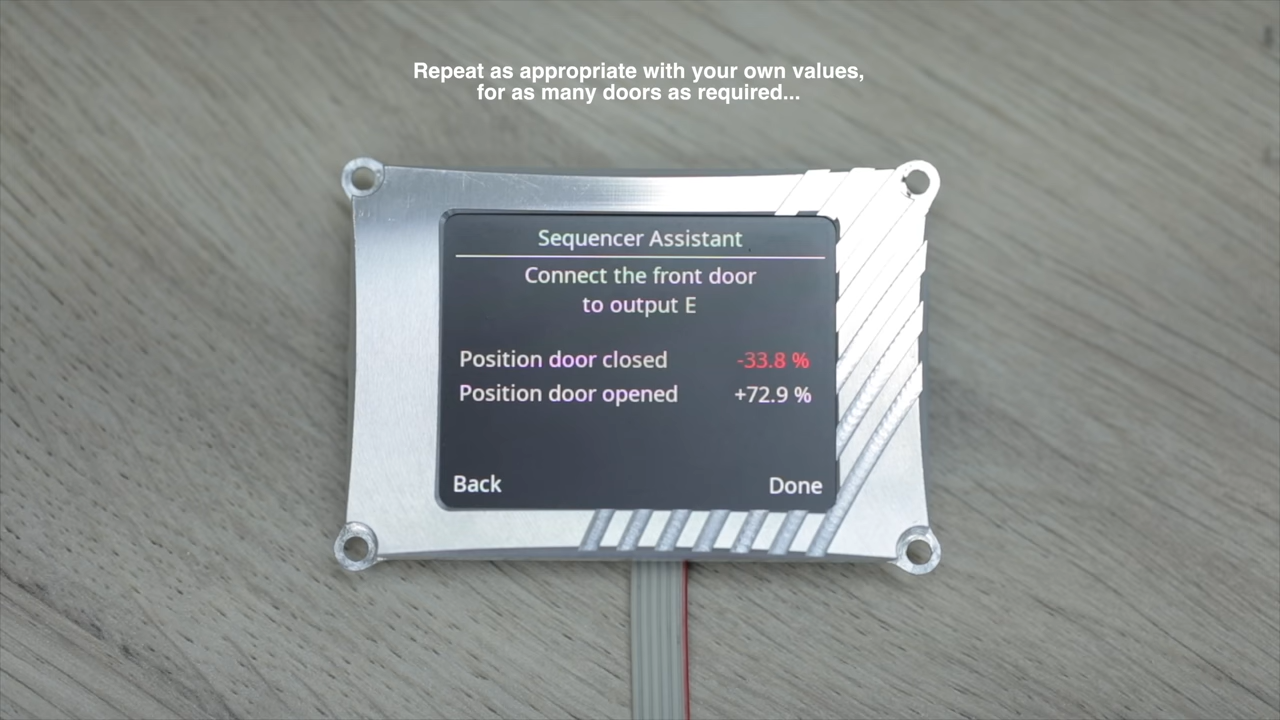 Repeat as appropriate with your own values,
for as many doors as required...
Sequencer Assistant
Connect the front door
to output E
Position door closed -33.8 %
Position door opened +72.9 %
Back Done